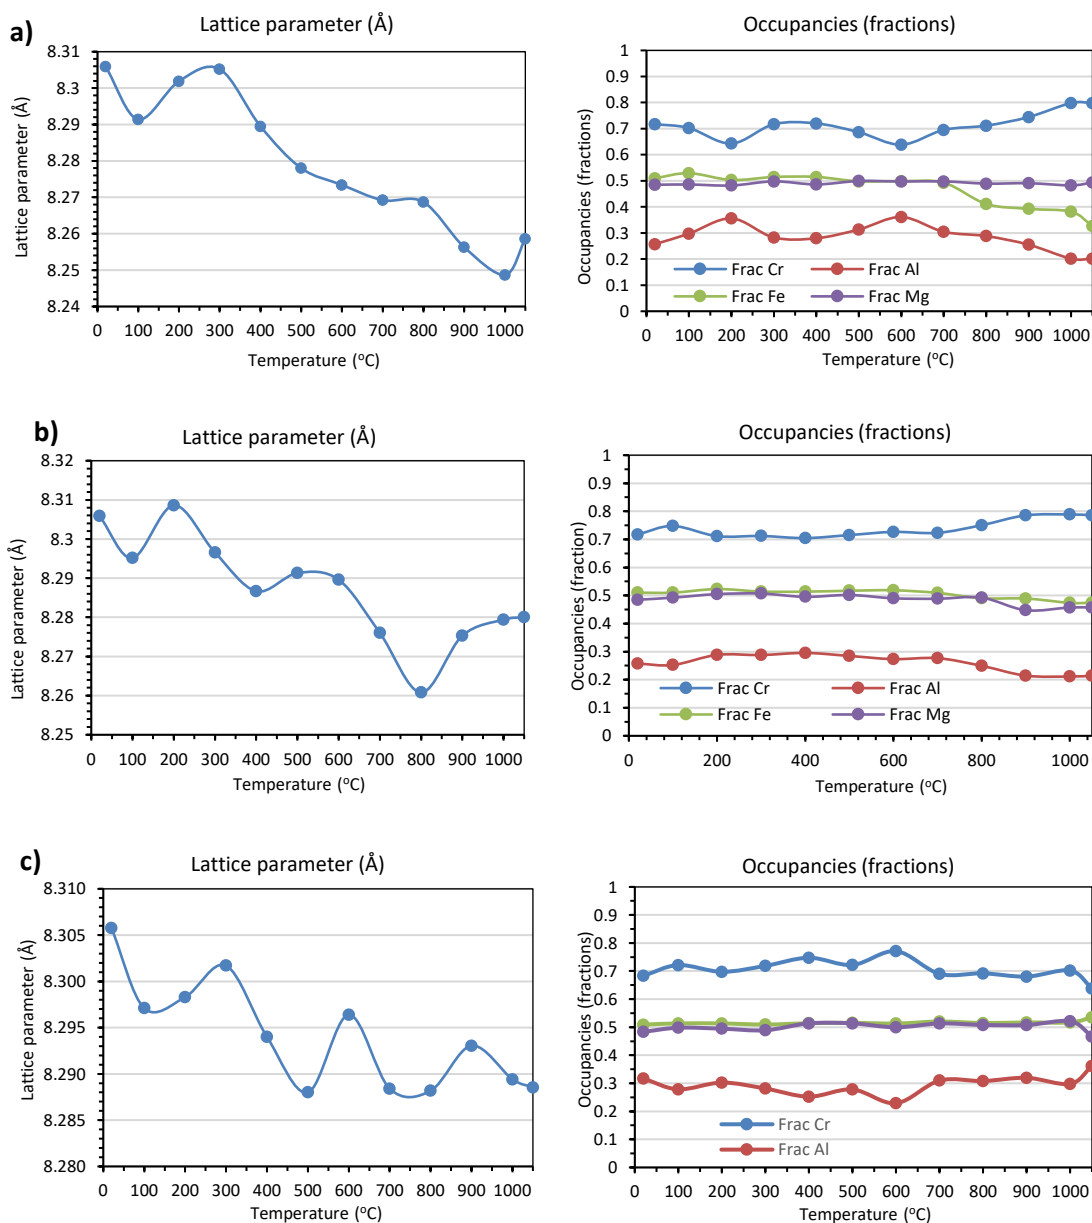 a)
Lattice parameter (Å)
8.31
8.3
8.29
8.28
8.27
8.26
8.25
8.24
Lattice parameter (Å)
0 100 200 300 400 500 600 700 800 900 1000
Temperature (oC)
Occupancies (fractions)
1
0.9
0.8
0.7
0.6
0.5
0.4
0.3
0.2
0.1
0
Occupancies (fractions)
Frac Cr Frac Al
Frac Fe Frac Mg
0 100 200 300 400 500 600 700 800 900 1000
Temperature (oC)
b)
Lattice parameter (Å)
8.32
8.31
8.3
8.29
8.28
8.27
8.26
8.25
Lattice parameter (Å)
0 100 200 300 400 500 600 700 800 900 1000
Temperature (oC)
Occupancies (fractions)
1
0.9
0.8
0.7
0.6
0.5
0.4
0.3
0.2
0.1
0
Occupancies (fraction)
Frac Cr Frac Al
Frac Fe Frac Mg
0 200 400 600 800 1000
Temperature (oC)
c)
Lattice parameter (Å)
8.310
8.305
8.300
8.295
8.290
8.285
8.280
Lattice parameter (Å)
0 100 200 300 400 500 600 700 800 900 1000
Temperature (oC)
Occupancies (fractions)
1
0.9
0.8
0.7
0.6
0.5
0.4
0.3
0.2
0.1
0
Occupancies (fractions)
Frac Cr
Frac Al
0 100 200 300 400 500 600 700 800 900 1000
Temperature (oC)